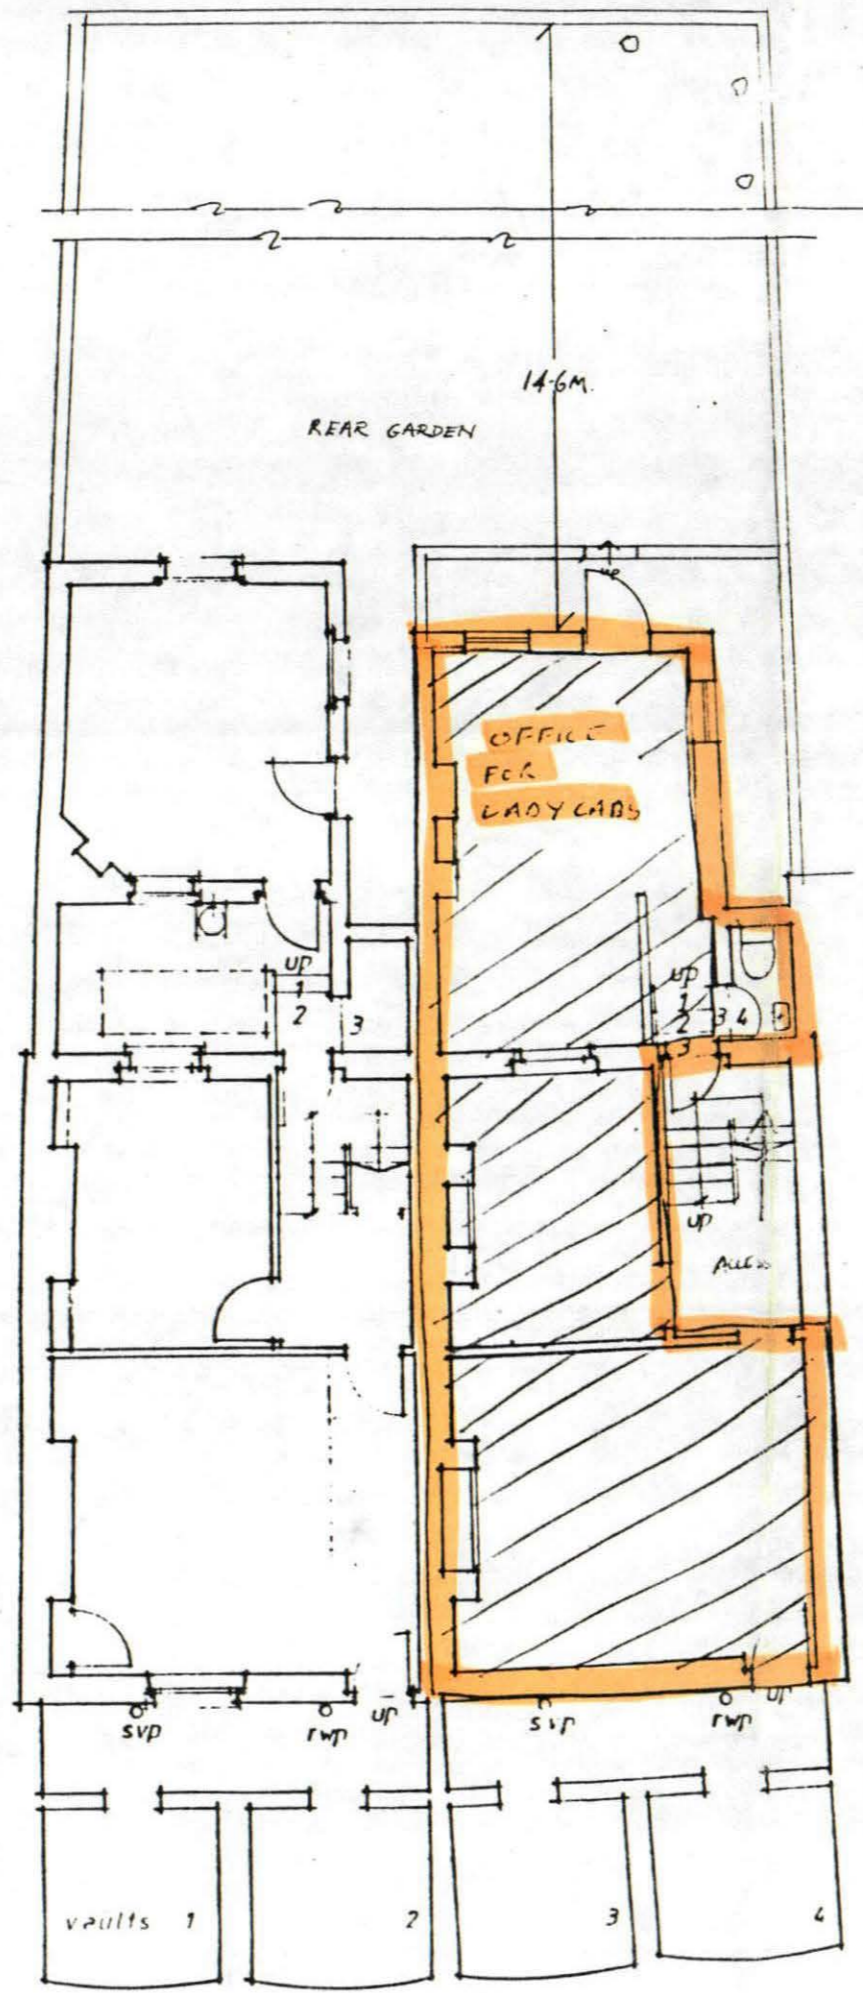 14·6M.
REAR GARDEN
up
OFFICE
FOR
LADY CABS
up
1
2
3
up
1
2 3 4
3
up
ACCESS
svp
rwp
up
svp
rwp
up
vaults 1
2
3
4